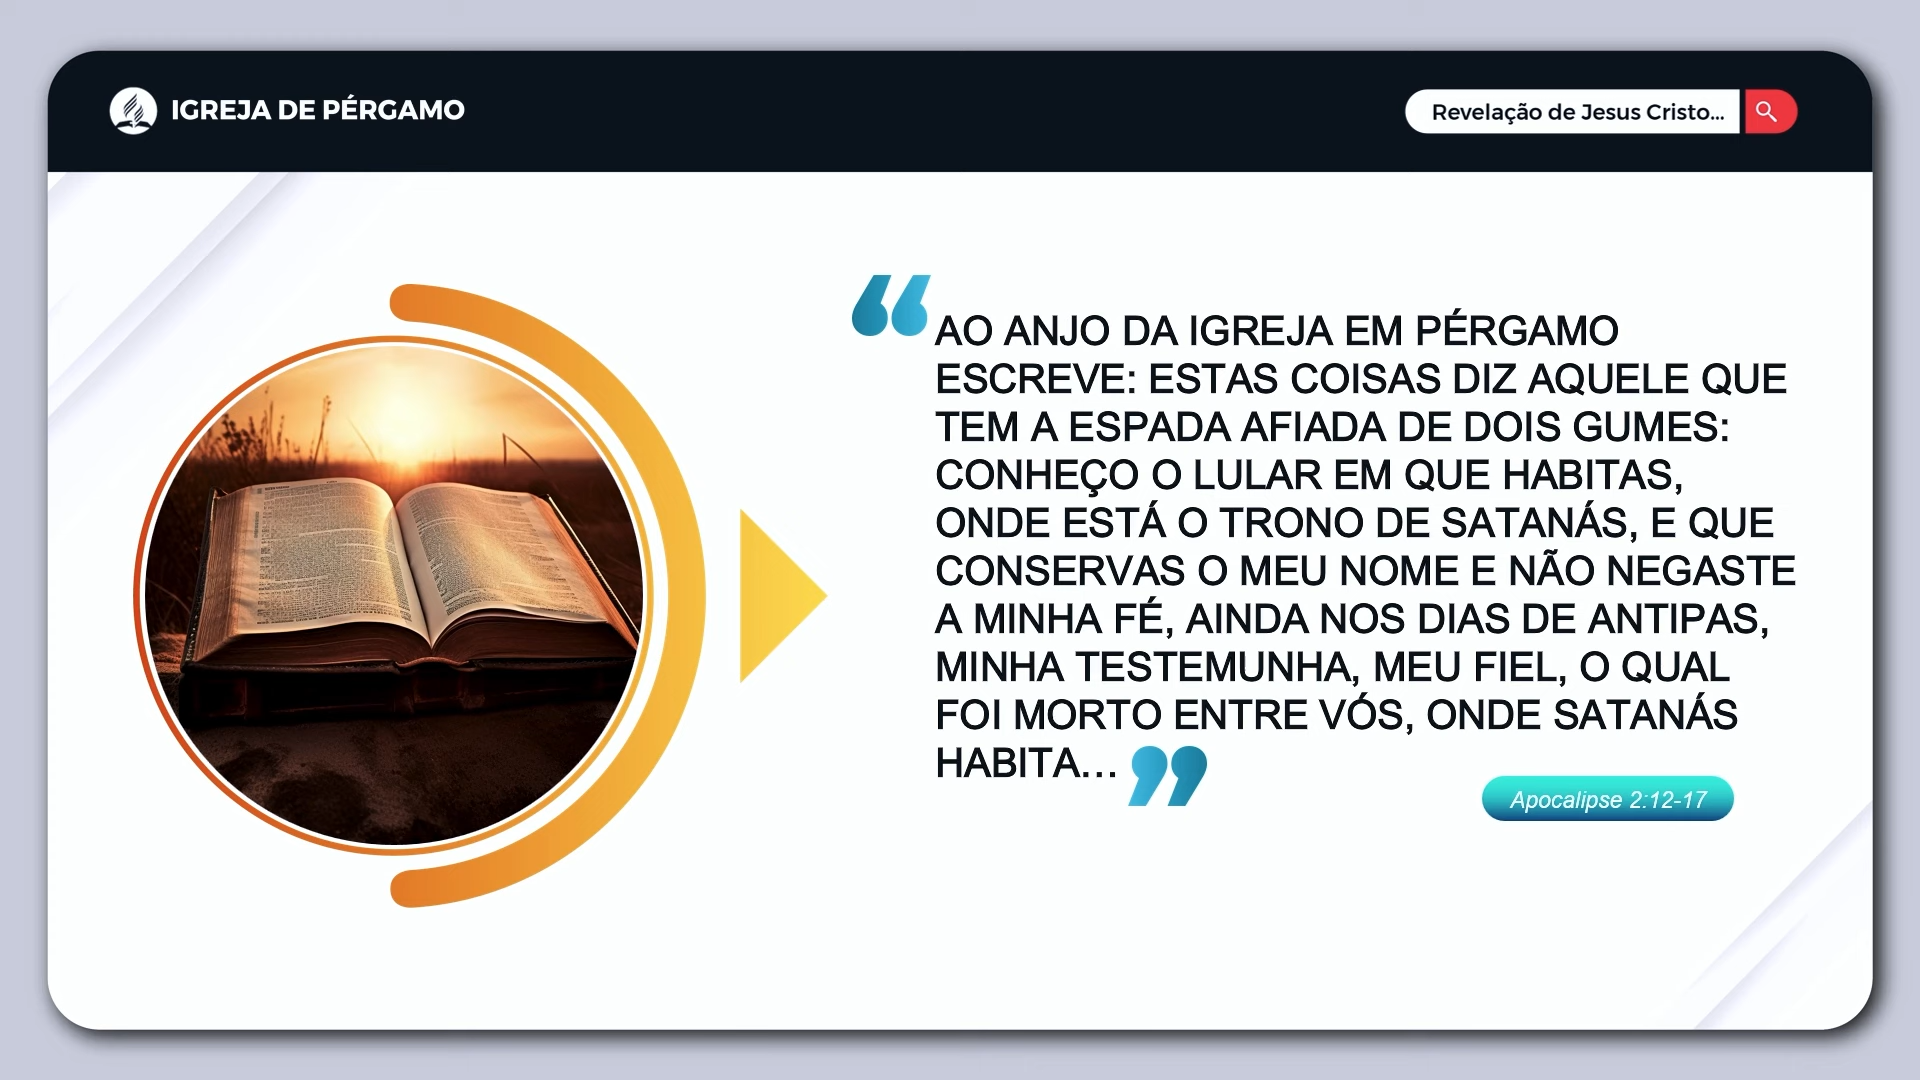 IGREJA DE PÉRGAMO
Revelação de Jesus Cristo...
AO ANJO DA IGREJA EM PÉRGAMO
ESCREVE: ESTAS COISAS DIZ AQUELE QUE
TEM A ESPADA AFIADA DE DOIS GUMES:
CONHEÇO O LULAR EM QUE HABITAS,
ONDE ESTÁ O TRONO DE SATANÁS, E QUE
CONSERVAS O MEU NOME E NÃO NEGASTE
A MINHA FÉ, AINDA NOS DIAS DE ANTIPAS,
MINHA TESTEMUNHA, MEU FIEL, O QUAL
FOI MORTO ENTRE VÓS, ONDE SATANÁS
HABITA...
Apocalipse 2:12-17